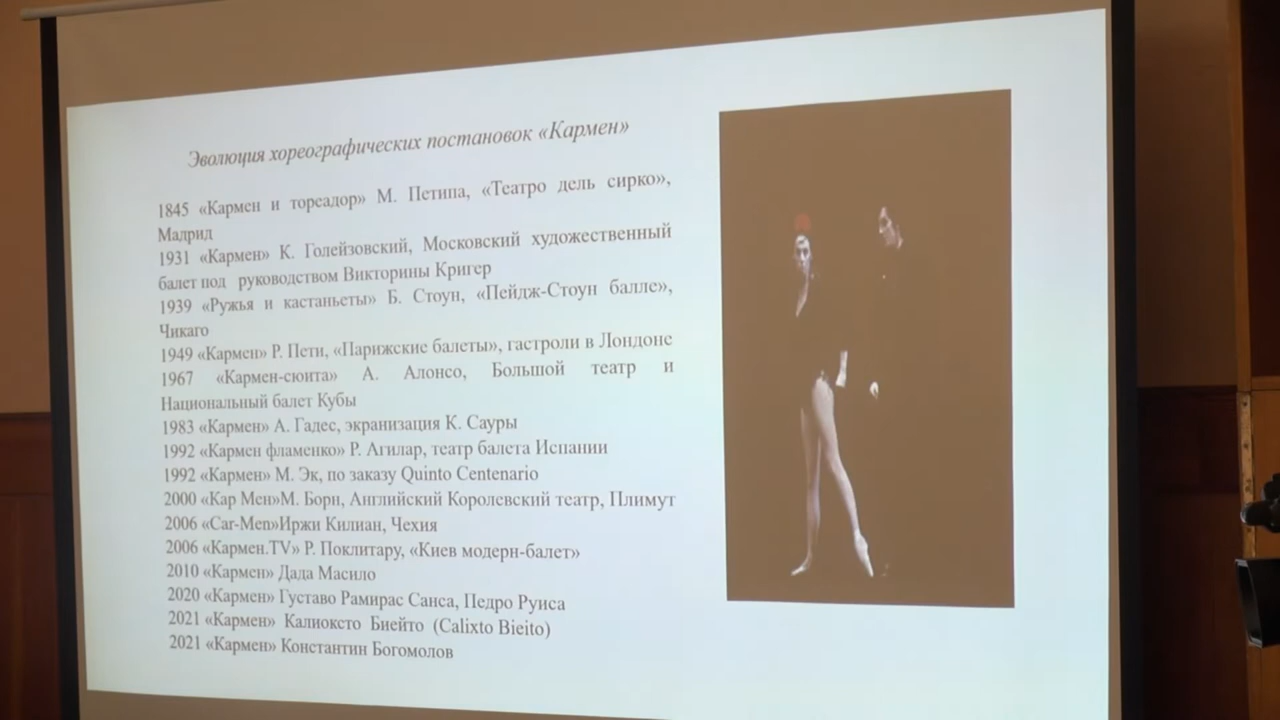 Эволюция хореографических постановок «Кармен»
1845 «Кармен и тореадор» М. Петипа, «Театро дель сирко»,
Мадрид
1931 «Кармен» К. Голейзовский, Московский художественный
балет под руководством Викторины Кригер
1939 «Ружья и кастаньеты» Б. Стоун, «Пейдж-Стоун балле»,
Чикаго
1949 «Кармен» Р. Пети, «Парижские балеты», гастроли в Лондоне
1967 «Кармен-сюита» А. Алонсо, Большой театр и
Национальный балет Кубы
1983 «Кармен» А. Гадес, экранизация К. Сауры
1992 «Кармен фламенко» Р. Агилар, театр балета Испании
1992 «Кармен» М. Эк, по заказу Quinto Centenario
2000 «Кар Мен»М. Борн, Английский Королевский театр, Плимут
2006 «Car-Men»Иржи Килиан, Чехия
2006 «Кармен.TV» Р. Поклитару, «Киев модерн-балет»
2010 «Кармен» Дада Масило
2020 «Кармен» Густаво Рамирас Санса, Педро Руиса
2021 «Кармен» Калиоксто Биейто (Calixto Bieito)
2021 «Кармен» Константин Богомолов